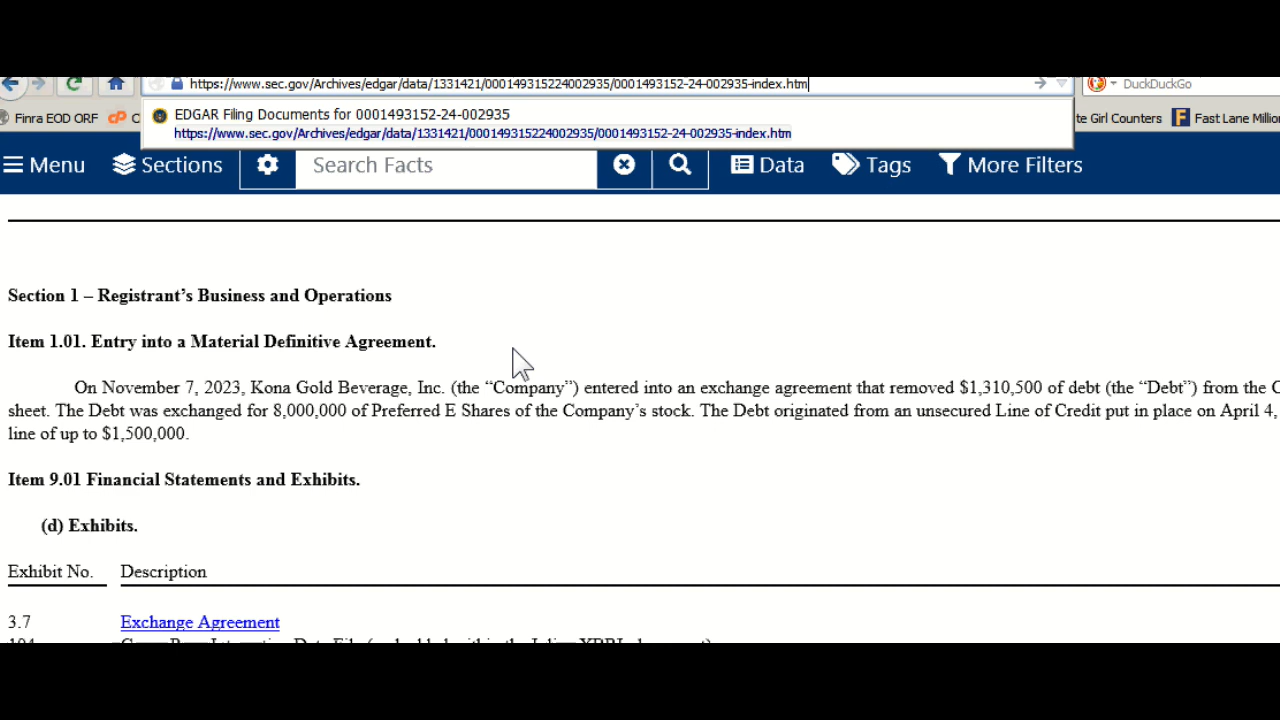 https://www.sec.gov/Archives/edgar/data/1331421/000149315224002935/0001493152-24-002935-index.htm
DuckDuckGo
EDGAR Filing Documents for 0001493152-24-002935
https://www.sec.gov/Archives/edgar/data/1331421/000149315224002935/0001493152-24-002935-index.htm
Finra EOD ORF
cP C
te Girl Counters
F Fast Lane Million
Menu
Sections
Search Facts
Data
Tags
More Filters
Section 1 – Registrant’s Business and Operations
Item 1.01. Entry into a Material Definitive Agreement.
On November 7, 2023, Kona Gold Beverage, Inc. (the “Company”) entered into an exchange agreement that removed $1,310,500 of debt (the “Debt”) from the C
sheet. The Debt was exchanged for 8,000,000 of Preferred E Shares of the Company’s stock. The Debt originated from an unsecured Line of Credit put in place on April 4,
line of up to $1,500,000.
Item 9.01 Financial Statements and Exhibits.
(d) Exhibits.
Exhibit No. Description
3.7 Exchange Agreement